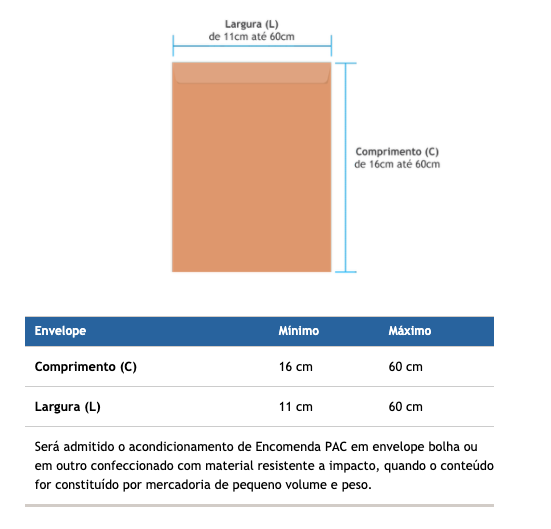 Largura (L)
de 11cm até 60cm
Comprimento (C)
de 16cm até 60cm
Envelope Mínimo Máximo
Comprimento (C) 16 cm 60 cm
Largura (L) 11 cm 60 cm
Será admitido o acondicionamento de Encomenda PAC em envelope bolha ou
em outro confeccionado com material resistente a impacto, quando o conteúdo
for constituído por mercadoria de pequeno volume e peso.